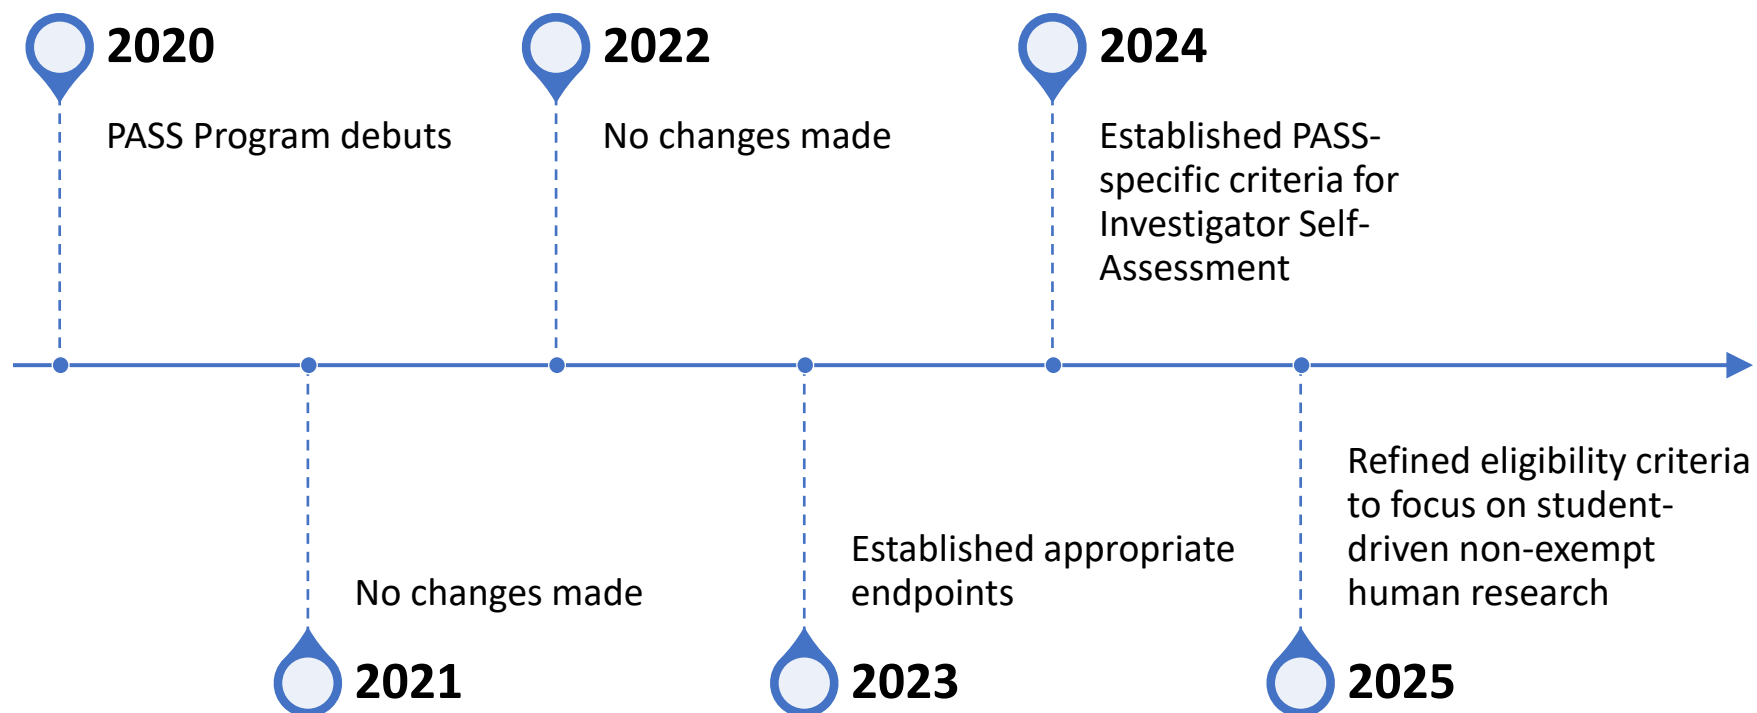 2020
PASS Program debuts
2022
No changes made
2024
Established PASS-
specific criteria for
Investigator Self-
Assessment
No changes made
2021
Established appropriate
endpoints
2023
Refined eligibility criteria
to focus on student-
driven non-exempt
human research
2025